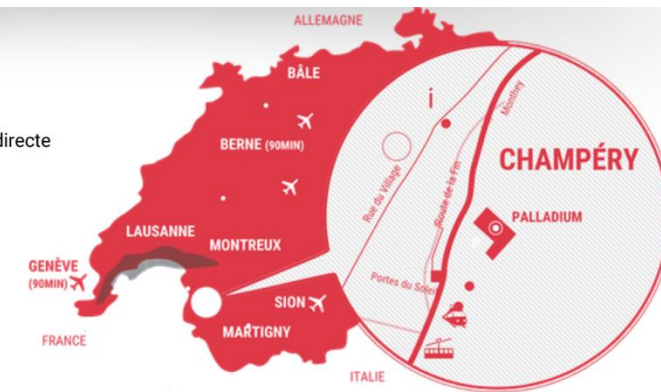 ALLEMAGNE
BÂLE
directe
BERNE (90MIN)
i
Monthey
CHAMPÉRY
Rue du Village
Route de la Fin
PALLADIUM
LAUSANNE
MONTREUX
GENÈVE
(90MIN)
Portes du Soleil
SION
MARTIGNY
FRANCE
ITALIE